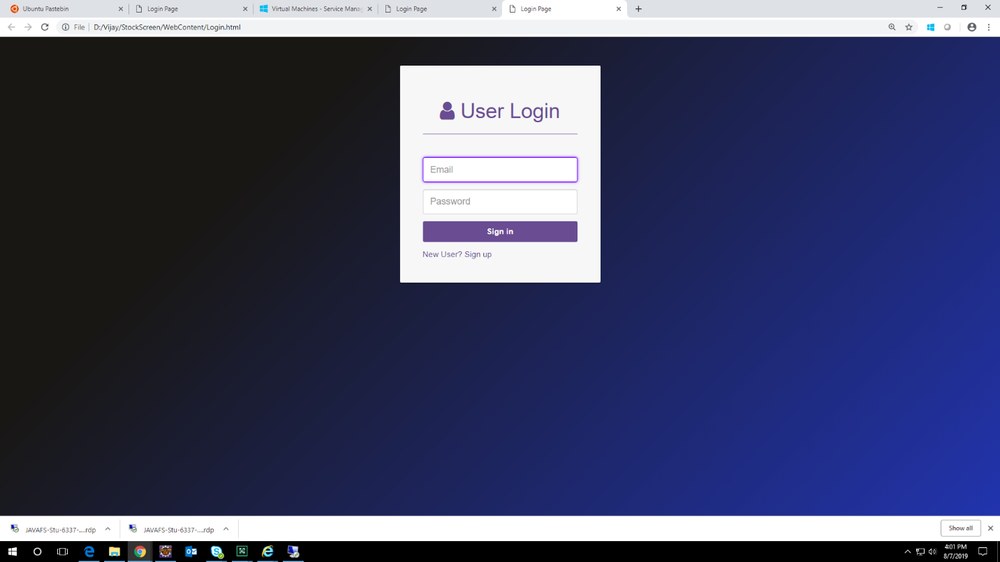 Ubuntu Pastebin
Login Page
Virtual Machines - Service Manag
Login Page
Login Page
File
D:/Vijay/StockScreen/WebContent/Login.html
User Login
Email
Password
Sign in
New User? Sign up
JAVAFS-Stu-6337-....rdp
JAVAFS-Stu-6337-....rdp
Show all
4:01 PM
8/7/2019